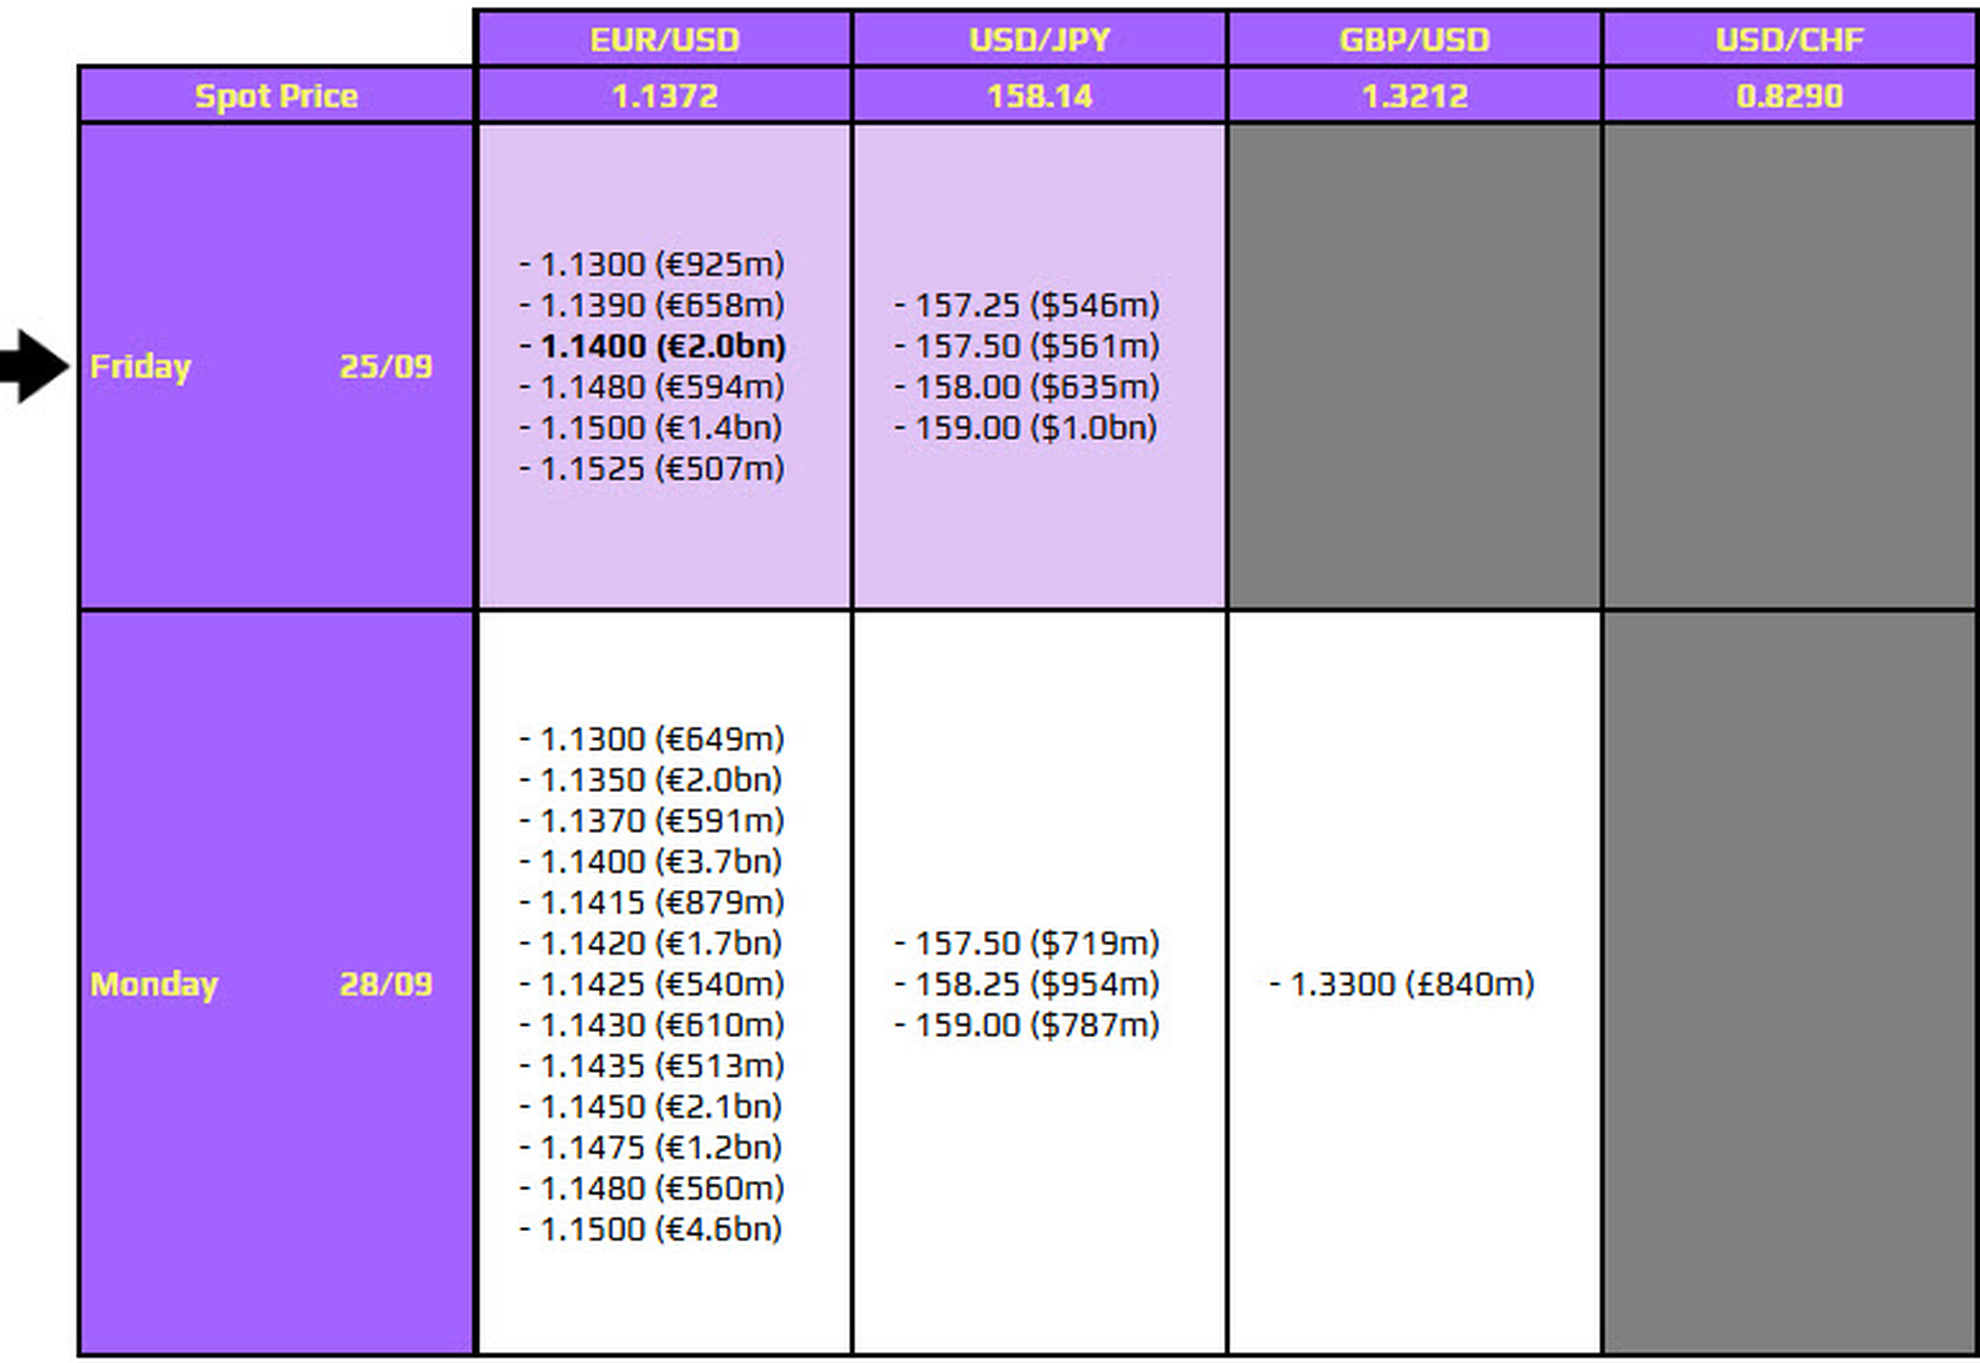 EUR/USD USD/JPY GBP/USD USD/CHF
Spot Price 1.1372 158.14 1.3212 0.8290
Friday 25/09
- 1.1300 (€925m)
- 1.1390 (€658m)
- 1.1400 (€2.0bn)
- 1.1480 (€594m)
- 1.1500 (€1.4bn)
- 1.1525 (€507m)
- 157.25 ($546m)
- 157.50 ($561m)
- 158.00 ($635m)
- 159.00 ($1.0bn)
Monday 28/09
- 1.1300 (€649m)
- 1.1350 (€2.0bn)
- 1.1370 (€591m)
- 1.1400 (€3.7bn)
- 1.1415 (€879m)
- 1.1420 (€1.7bn)
- 1.1425 (€540m)
- 1.1430 (€610m)
- 1.1435 (€513m)
- 1.1450 (€2.1bn)
- 1.1475 (€1.2bn)
- 1.1480 (€560m)
- 1.1500 (€4.6bn)
- 157.50 ($719m)
- 158.25 ($954m)
- 159.00 ($787m)
- 1.3300 (£840m)